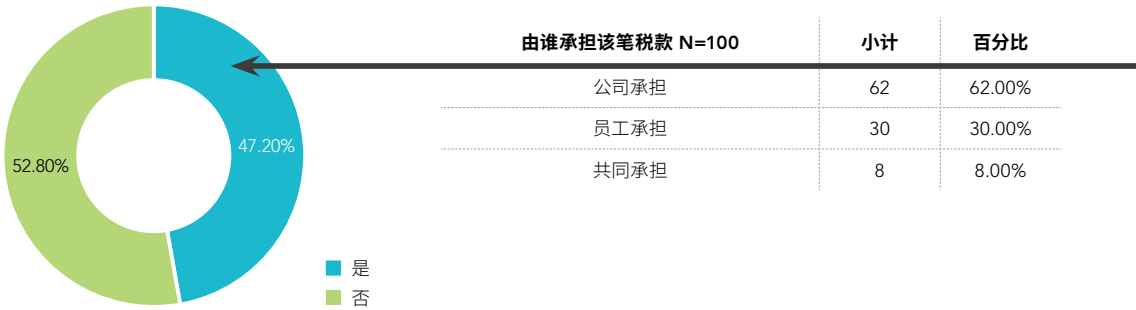 52.80%
47.20%
是
否
由谁承担该笔税款 N=100 小计 百分比
公司承担 62 62.00%
员工承担 30 30.00%
共同承担 8 8.00%